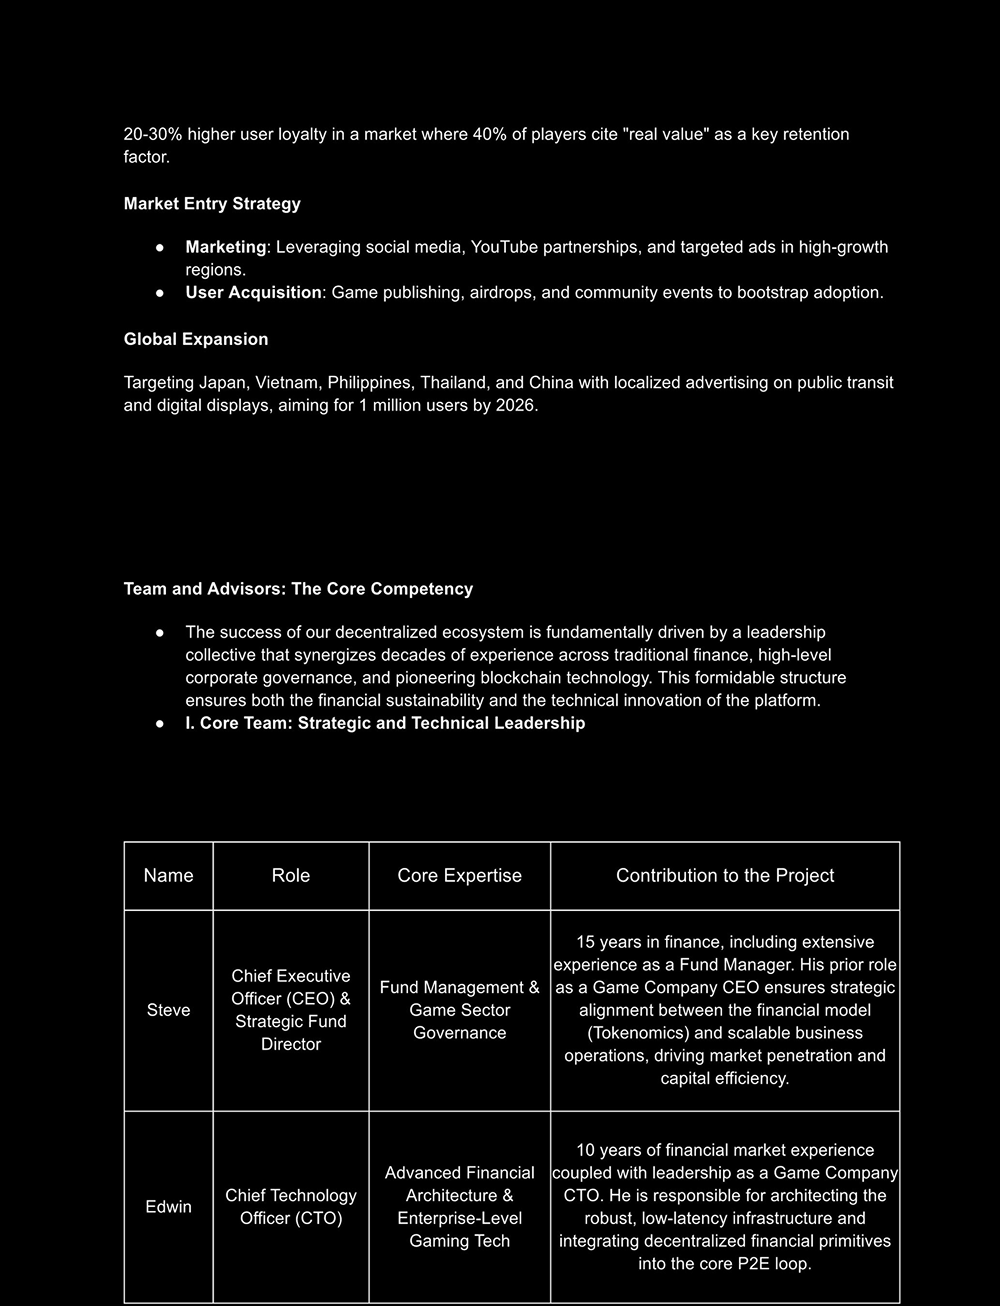 20-30% higher user loyalty in a market where 40% of players cite "real value" as a key retention
factor.
Market Entry Strategy
● Marketing: Leveraging social media, YouTube partnerships, and targeted ads in high-growth
regions.
● User Acquisition: Game publishing, airdrops, and community events to bootstrap adoption.
Global Expansion
Targeting Japan, Vietnam, Philippines, Thailand, and China with localized advertising on public transit
and digital displays, aiming for 1 million users by 2026.
Team and Advisors: The Core Competency
● The success of our decentralized ecosystem is fundamentally driven by a leadership
collective that synergizes decades of experience across traditional finance, high-level
corporate governance, and pioneering blockchain technology. This formidable structure
ensures both the financial sustainability and the technical innovation of the platform.
● I. Core Team: Strategic and Technical Leadership
Name Role Core Expertise Contribution to the Project
Steve
Chief Executive
Officer (CEO) &
Strategic Fund
Director
Fund Management &
Game Sector
Governance
15 years in finance, including extensive
experience as a Fund Manager. His prior role
as a Game Company CEO ensures strategic
alignment between the financial model
(Tokenomics) and scalable business
operations, driving market penetration and
capital efficiency.
Edwin
Chief Technology
Officer (CTO)
Advanced Financial
Architecture &
Enterprise-Level
Gaming Tech
10 years of financial market experience
coupled with leadership as a Game Company
CTO. He is responsible for architecting the
robust, low-latency infrastructure and
integrating decentralized financial primitives
into the core P2E loop.